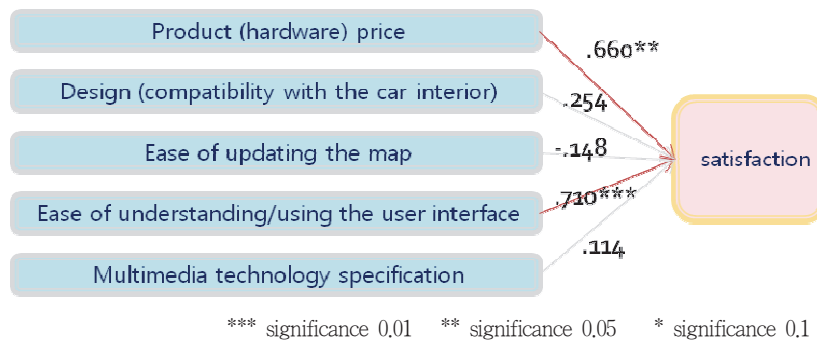 Product (hardware) price
.660**
Design (compatibility with the car interior)
.254
Ease of updating the map
-.148
satisfaction
Ease of understanding/using the user interface
.710***
Multimedia technology specification
.114
*** significance 0.01 ** significance 0.05 * significance 0.1